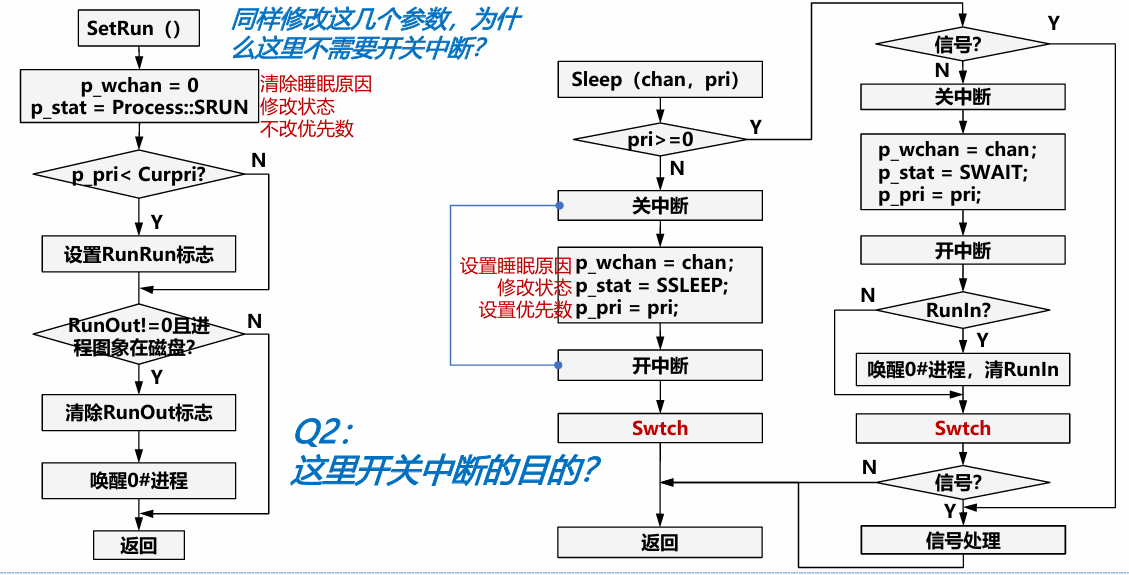 SetRun（）
同样修改这几个参数，为什
么这里不需要开关中断？
p_wchan = 0
p_stat = Process::SRUN
清除睡眠原因
修改状态
不改优先数
p_pri< Curpri?
N
Y
设置RunRun标志
RunOut!=0且进
程图象在磁盘?
N
Y
清除RunOut标志
唤醒0#进程
返回
Q2：
这里开关中断的目的？
Sleep（chan，pri）
pri>=0
Y
N
关中断
设置睡眠原因
修改状态
设置优先数
p_wchan = chan；
p_stat = SSLEEP;
p_pri = pri;
开中断
Swtch
返回
信号?
Y
N
关中断
p_wchan = chan；
p_stat = SWAIT;
p_pri = pri;
开中断
RunIn?
N
Y
唤醒0#进程，清RunIn
Swtch
信号?
N
Y
信号处理